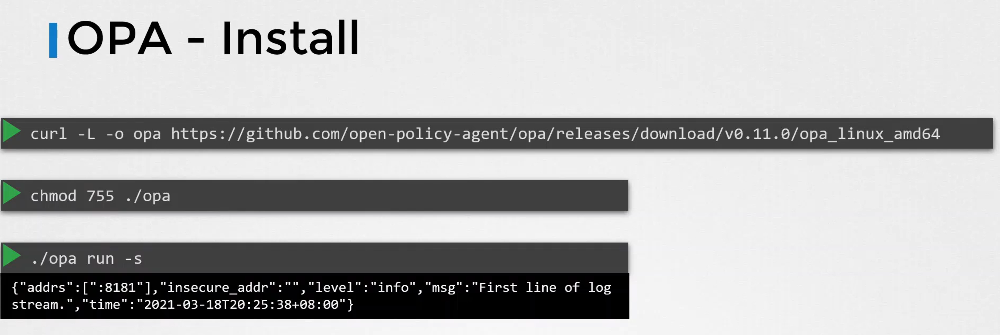 OPA - Install
curl -L -o opa https://github.com/open-policy-agent/opa/releases/download/v0.11.0/opa_linux_amd64
chmod 755 ./opa
./opa run -s
{"addrs":[":8181"],"insecure_addr":"","level":"info","msg":"First line of log
stream.","time":"2021-03-18T20:25:38+08:00"}